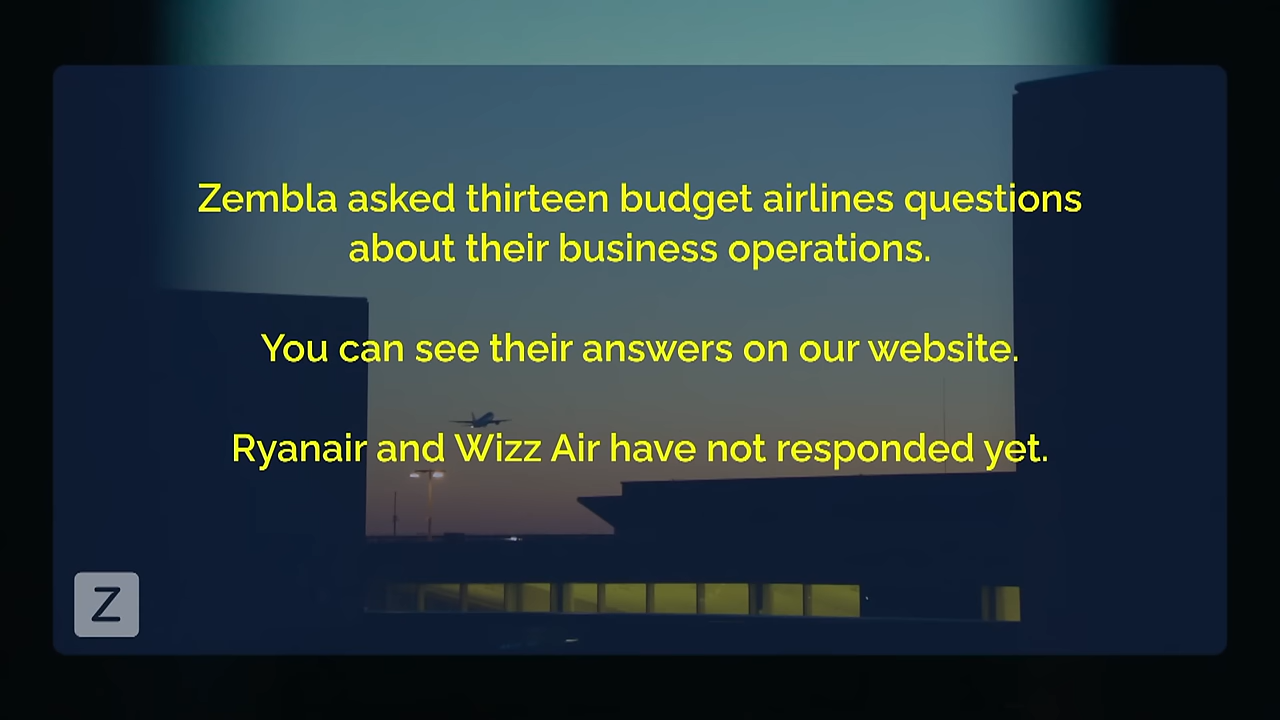 Zembla asked thirteen budget airlines questions
about their business operations.
You can see their answers on our website.
Ryanair and Wizz Air have not responded yet.
Z